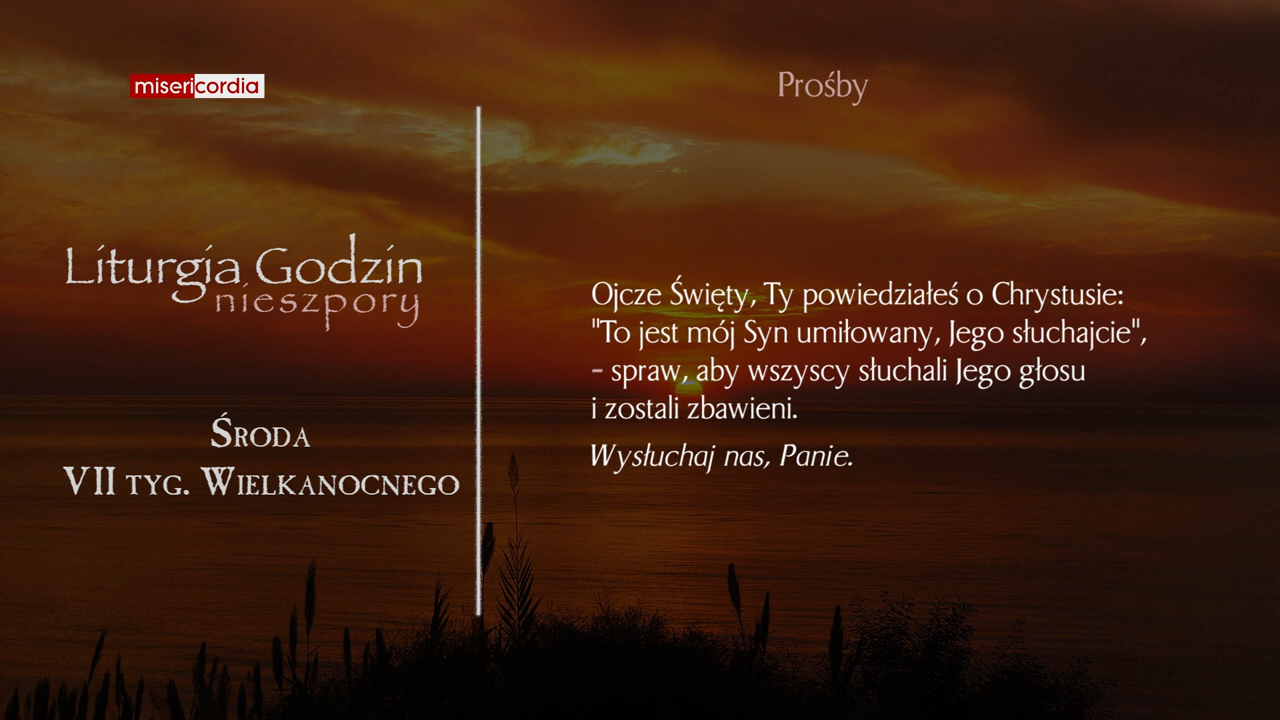 misericordia
Liturgia Godzin
nieszpory
Środa
VII tyg. Wielkanocnego
Prośby
Ojcze Święty, Ty powiedziałeś o Chrystusie:
"To jest mój Syn umiłowany, Jego słuchajcie",
- spraw, aby wszyscy słuchali Jego głosu
i zostali zbawieni.
Wysłuchaj nas, Panie.